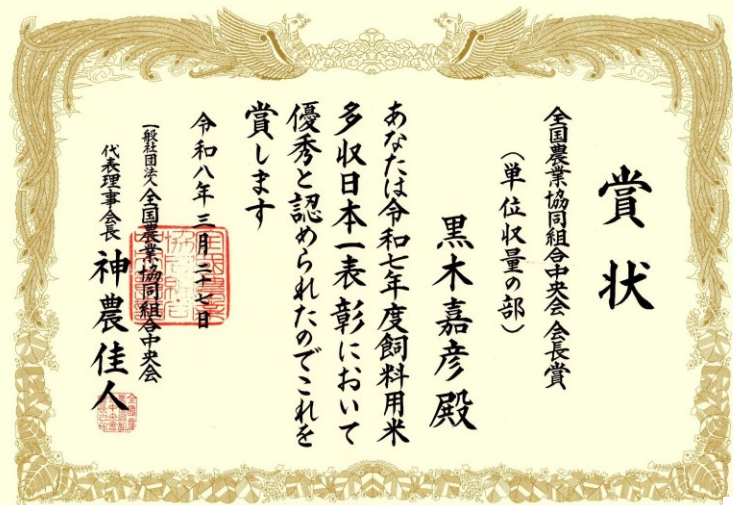 賞状
全国農業協同組合中央会会長賞
（単位収量の部）
黒木嘉彦殿
あなたは令和七年度飼料用米
多収日本一表彰において
優秀と認められたのでこれを
賞します
令和八年三月二十七日
一般社団法人全国農業協同組合中央会
代表理事会長 神農佳人